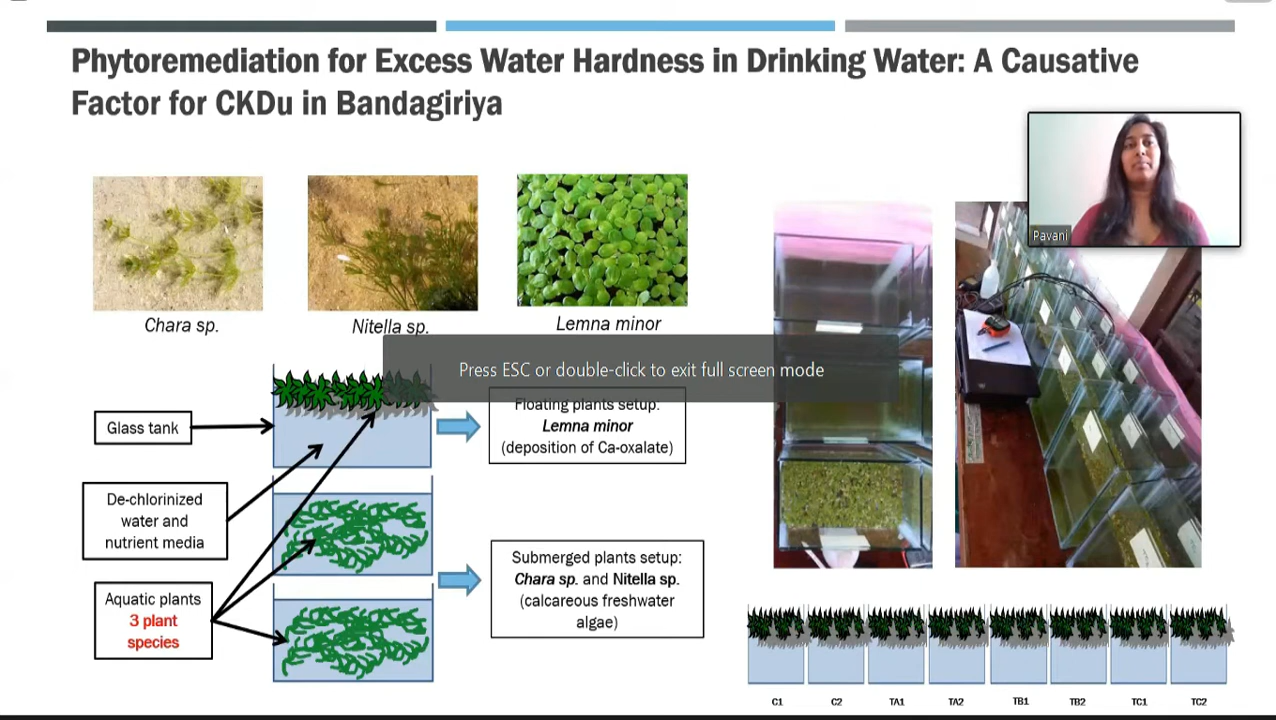 Phytoremediation for Excess Water Hardness in Drinking Water: A Causative
Factor for CKDu in Bandagiriya
Pavani
Chara sp.
Nitella sp.
Lemna minor
Press ESC or double-click to exit full screen mode
Glass tank
Floating plants setup:
Lemna minor
(deposition of Ca-oxalate)
De-chlorinized
water and
nutrient media
Submerged plants setup:
Chara sp. and Nitella sp.
(calcareous freshwater
algae)
Aquatic plants
3 plant
species
C1 C2 TA1 TA2 TB1 TB2 TC1 TC2